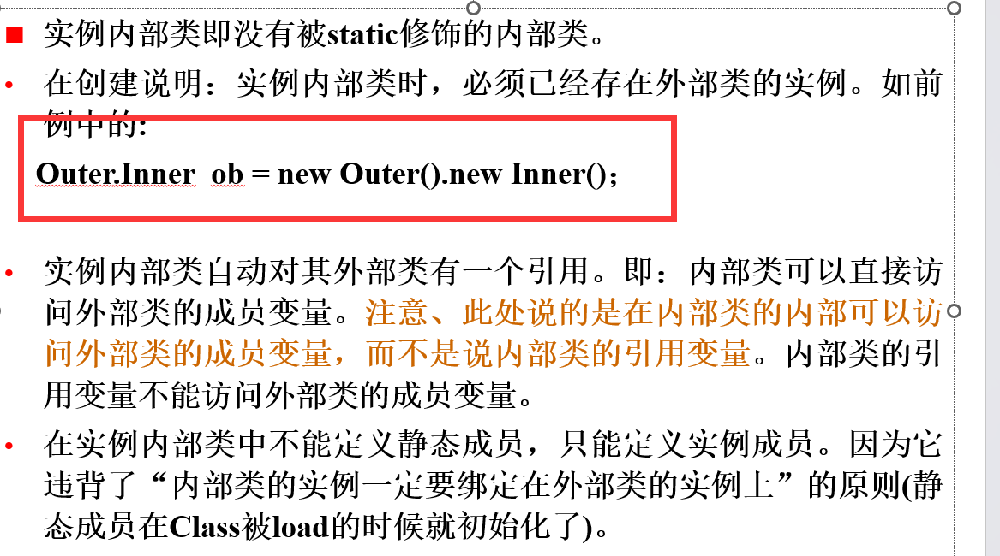 实例内部类即没有被static修饰的内部类。
在创建说明：实例内部类时，必须已经存在外部类的实例。如前
例中的:
Outer.Inner ob = new Outer().new Inner()；
实例内部类自动对其外部类有一个引用。即：内部类可以直接访
问外部类的成员变量。注意、此处说的是在内部类的内部可以访
问外部类的成员变量，而不是说内部类的引用变量。内部类的引
用变量不能访问外部类的成员变量。
在实例内部类中不能定义静态成员，只能定义实例成员。因为它
违背了“内部类的实例一定要绑定在外部类的实例上”的原则(静
态成员在Class被load的时候就初始化了)。